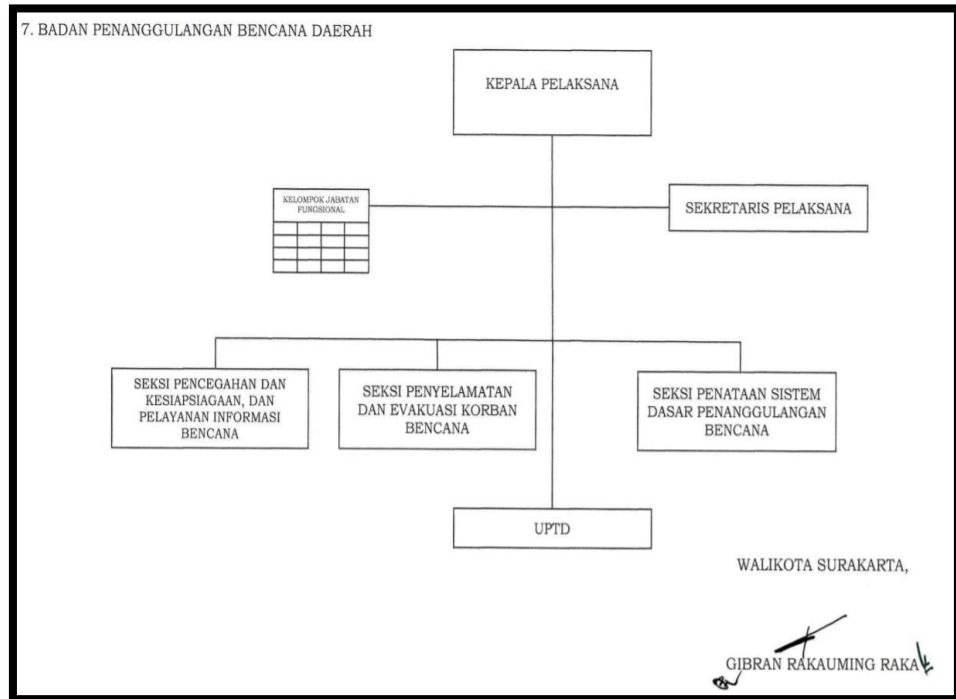 7. BADAN PENANGGULANGAN BENCANA DAERAH
KEPALA PELAKSANA
KELOMPOK JABATAN
FUNGSIONAL
SEKRETARIS PELAKSANA
SEKSI PENCEGAHAN DAN
KESIAPSIAGAAN, DAN
PELAYANAN INFORMASI
BENCANA
SEKSI PENYELAMATAN
DAN EVAKUASI KORBAN
BENCANA
SEKSI PENATAAN SISTEM
DASAR PENANGGULANGAN
BENCANA
UPTD
WALIKOTA SURAKARTA,
GIBRAN RAKAUMING RAKA